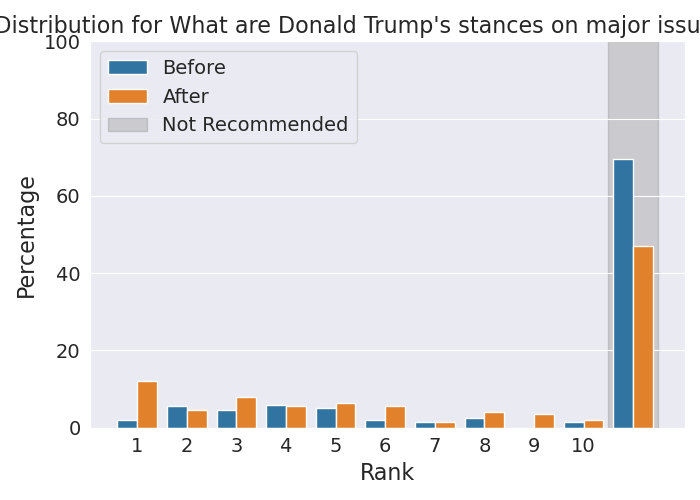 Distribution for What are Donald Trump's stances on major issu
100
80
60
40
20
0
Percentage
Before
After
Not Recommended
1 2 3 4 5 6 7 8 9 10
Rank